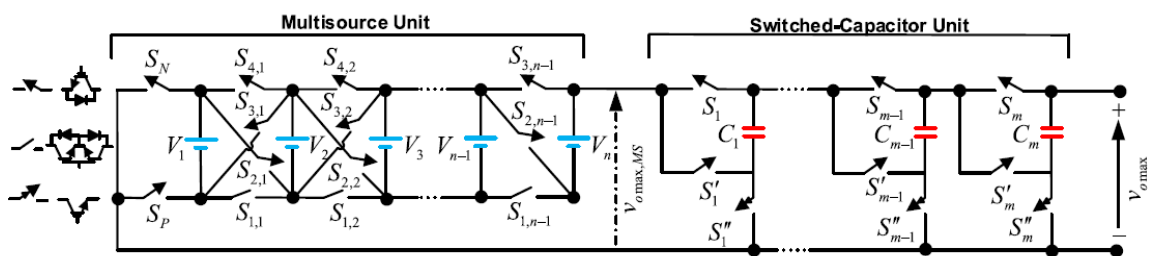 Multisource Unit
Switched-Capacitor Unit
S_N
S_{4,1}
S_{4,2}
S_{3,n-1}
S_1
S_{m-1}
S_m
S_{3,1}
S_{3,2}
S_{2,n-1}
+
V_1
V_2
V_3
V_{n-1}
V_n
C_1
C_{m-1}
C_m
S_{2,1}
S_{2,2}
v_{o max,MS}
v_{o max}
S_P
S_{1,1}
S_{1,2}
S_{1,n-1}
S'_1
S'_{m-1}
S'_m
S''_1
S''_{m-1}
S''_m
−